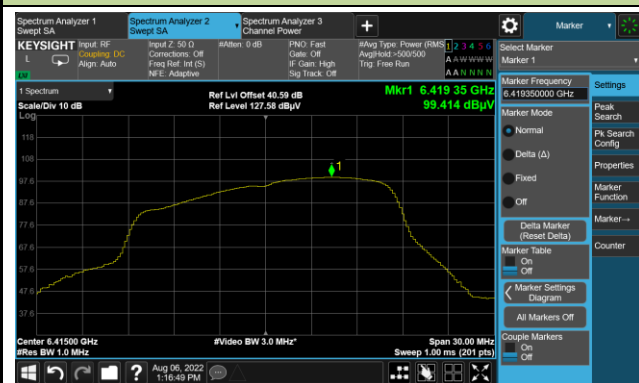 Spectrum Analyzer 1
Swept SA
Spectrum Analyzer 2
Swept SA
Spectrum Analyzer 3
Channel Power
+
Marker
KEYSIGHT
L
Input: RF
Coupling: DC
Align: Auto
Input Z: 50 Ω
Corrections: Off
Freq Ref: Int (S)
NFE: Adaptive
#Atten: 0 dB
PNO: Fast
Gate: Off
IF Gain: High
Sig Track: Off
#Avg Type: Power (RMS
Avg|Hold:>500/500
Trig: Free Run
1 2 3 4 5 6
A A W W W W
A A N N N N
Select Marker
Marker 1
1 Spectrum
Scale/Div 10 dB
Log
Ref Lvl Offset 40.59 dB
Ref Level 127.58 dBµV
Mkr1 6.419 35 GHz
99.414 dBµV
118
108
97.6
87.6
77.6
67.6
57.6
47.6
37.6
1
Center 6.41500 GHz
#Res BW 1.0 MHz
#Video BW 3.0 MHz*
Span 30.00 MHz
Sweep 1.00 ms (201 pts)
Marker Frequency
6.419350000 GHz
Marker Mode
Normal
Delta (Δ)
Fixed
Off
Delta Marker
(Reset Delta)
Marker Table
On
Off
Marker Settings
Diagram
All Markers Off
Couple Markers
On
Off
Settings
Peak
Search
Pk Search
Config
Properties
Marker
Function
Marker→
Counter
?
Aug 06, 2022
1:16:49 PM